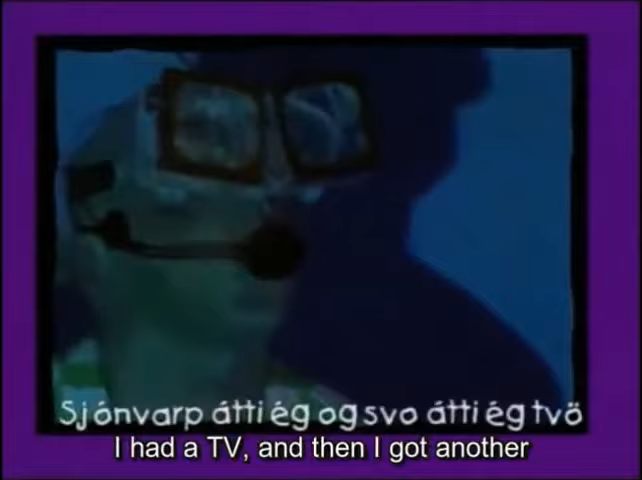 Sjónvarp átti ég og svo átti ég tvö
I had a TV, and then I got another